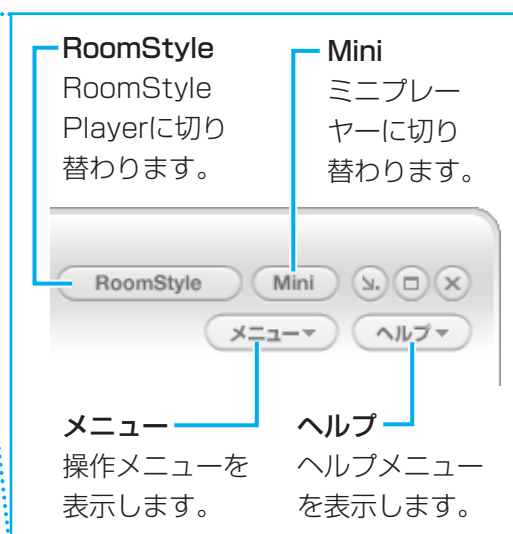 RoomStyle
RoomStyle
Playerに切り
替わります。
Mini
ミニプレー
ヤーに切り
替わります。
RoomStyle
Mini
メニュー▼
ヘルプ▼
メニュー
操作メニューを
表示します。
ヘルプ
ヘルプメニュー
を表示します。